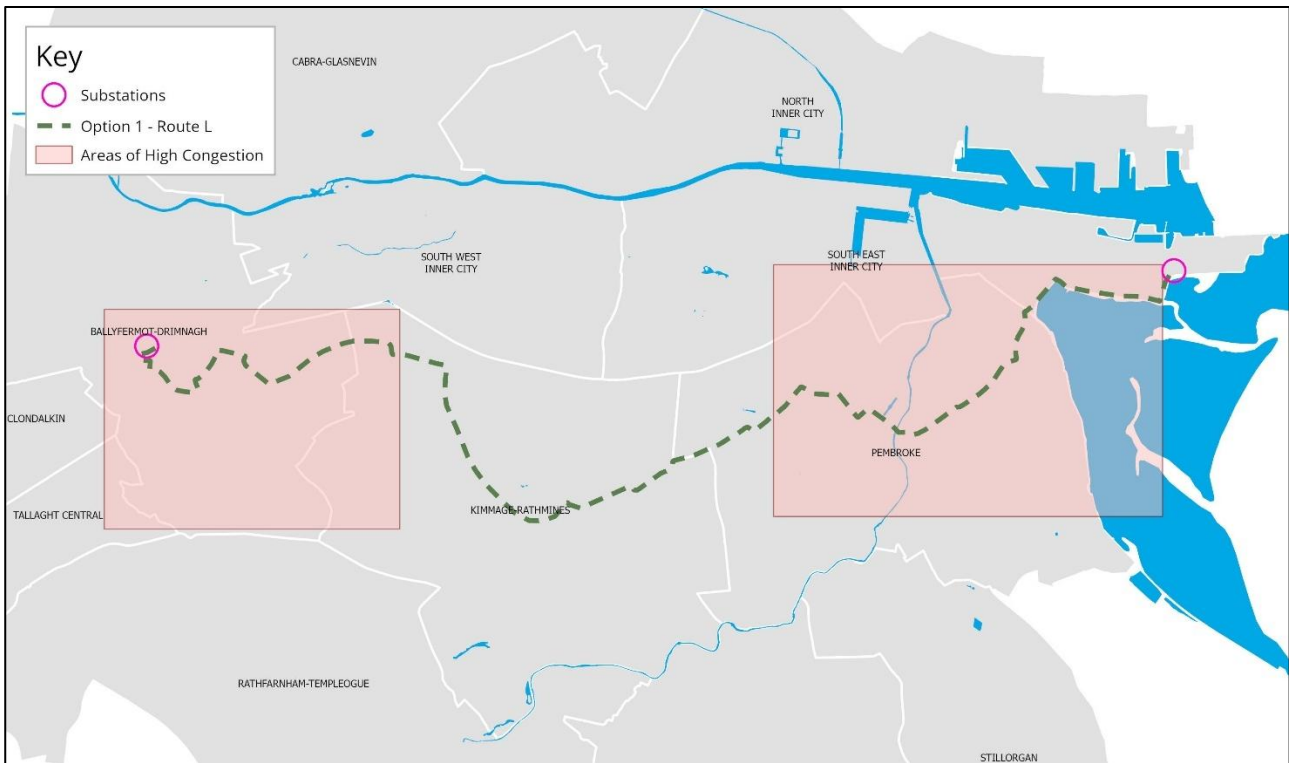 Key
Substations
Option 1 - Route L
Areas of High Congestion
CABRA-GLASNEVIN
NORTH
INNER CITY
SOUTH WEST
INNER CITY
SOUTH EAST
INNER CITY
BALLYFERMOT-DRIMNAGH
CLONDALKIN
PEMBROKE
TALLAGHT CENTRAL
KIMMAGE-RATHMINES
RATHFARNHAM-TEMPLEOGUE
STILLORGAN